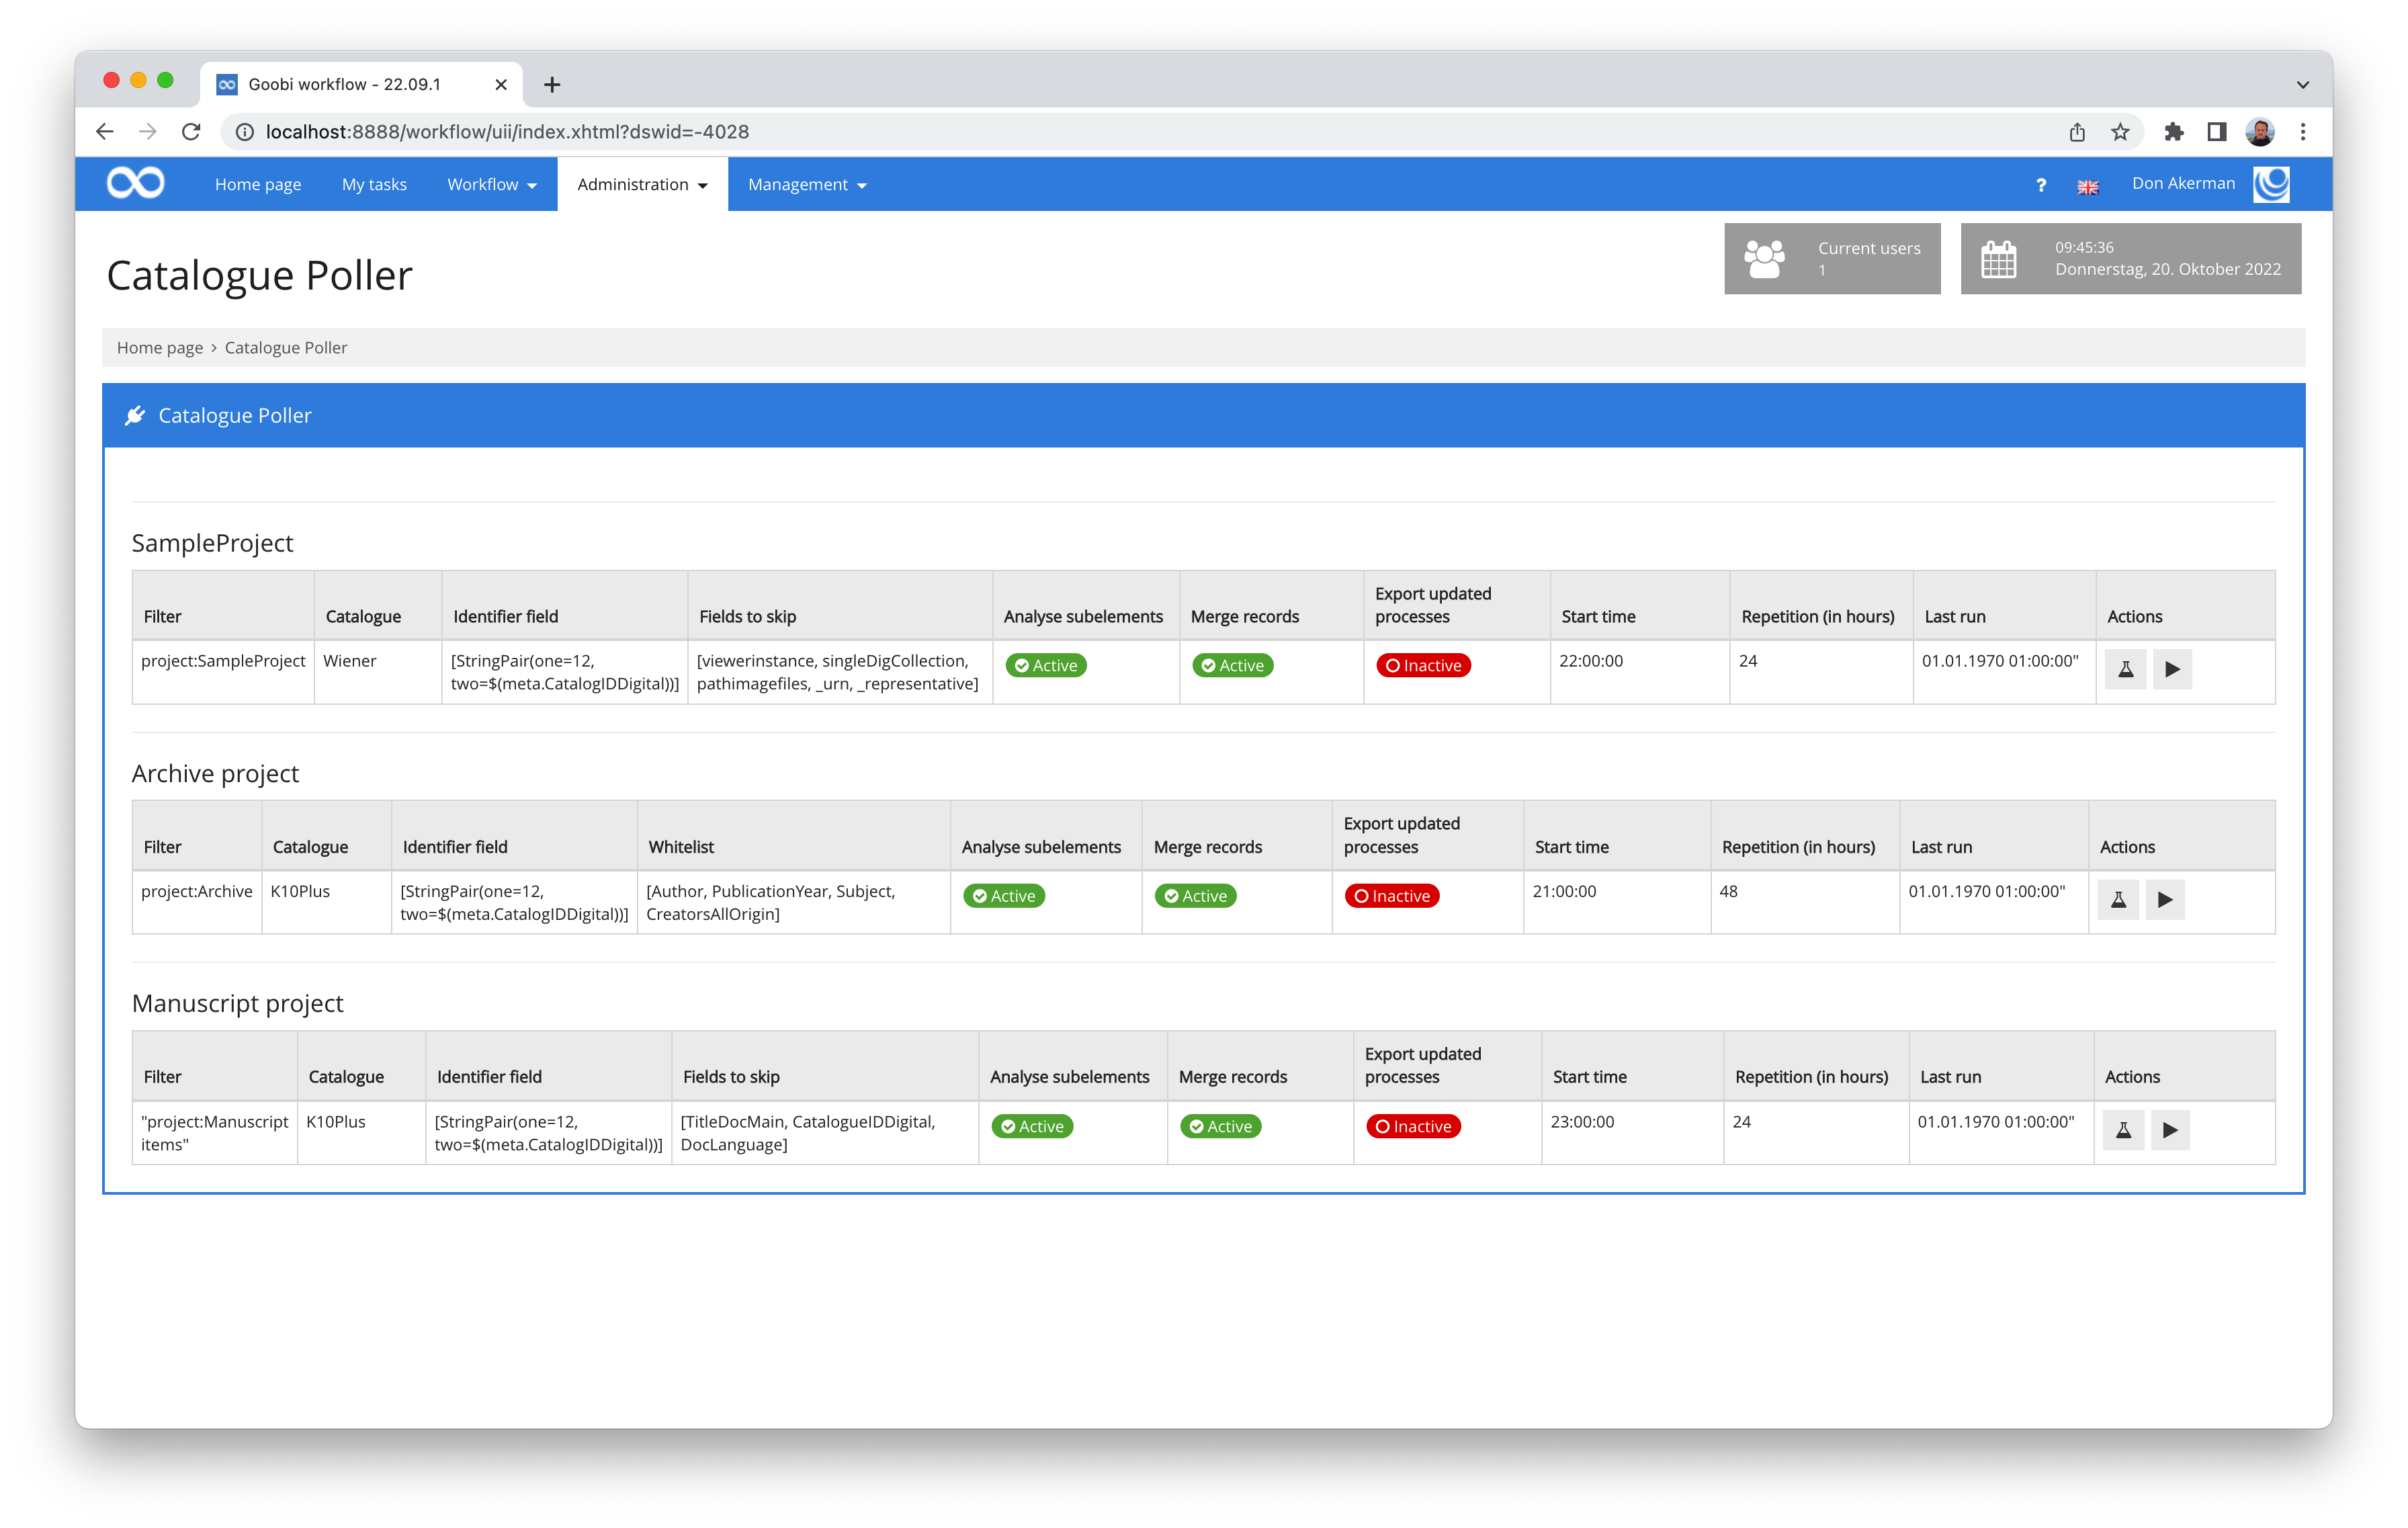 Goobi workflow - 22.09.1
localhost:8888/workflow/uii/index.xhtml?dswid=-4028
Home page My tasks Workflow Administration Management ? Don Akerman
Catalogue Poller
Current users
1
09:45:36
Donnerstag, 20. Oktober 2022
Home page > Catalogue Poller
Catalogue Poller
SampleProject
Filter Catalogue Identifier field Fields to skip Analyse subelements Merge records Export updated processes Start time Repetition (in hours) Last run Actions
project:SampleProject Wiener [StringPair(one=12, two=$(meta.CatalogIDDigital))] [viewerinstance, singleDigCollection, pathimagefiles, _urn, _representative] Active Active Inactive 22:00:00 24 01.01.1970 01:00:00"
Archive project
Filter Catalogue Identifier field Whitelist Analyse subelements Merge records Export updated processes Start time Repetition (in hours) Last run Actions
project:Archive K10Plus [StringPair(one=12, two=$(meta.CatalogIDDigital))] [Author, PublicationYear, Subject, CreatorsAllOrigin] Active Active Inactive 21:00:00 48 01.01.1970 01:00:00"
Manuscript project
Filter Catalogue Identifier field Fields to skip Analyse subelements Merge records Export updated processes Start time Repetition (in hours) Last run Actions
"project:Manuscript items" K10Plus [StringPair(one=12, two=$(meta.CatalogIDDigital))] [TitleDocMain, CatalogueIDDigital, DocLanguage] Active Active Inactive 23:00:00 24 01.01.1970 01:00:00"